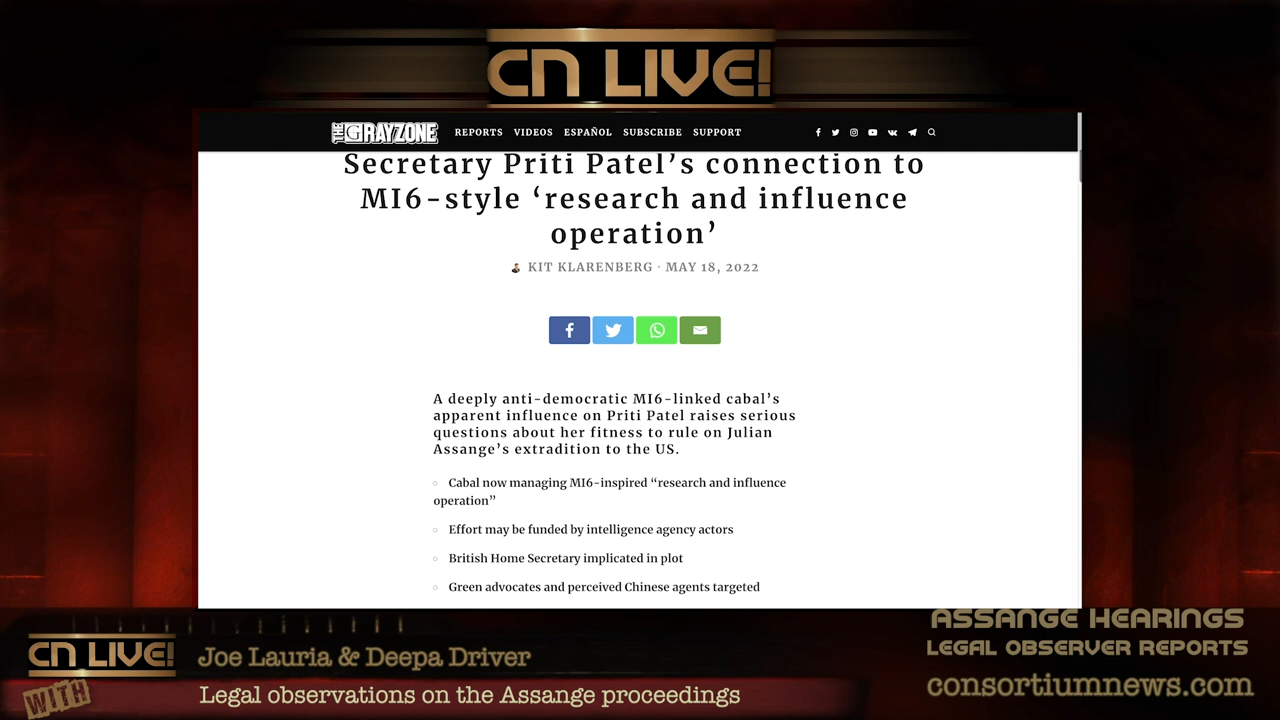 CN LIVE!
THE GRAYZONE REPORTS VIDEOS ESPAÑOL SUBSCRIBE SUPPORT
Secretary Priti Patel’s connection to
MI6-style ‘research and influence
operation’
KIT KLARENBERG · MAY 18, 2022
A deeply anti-democratic MI6-linked cabal’s
apparent influence on Priti Patel raises serious
questions about her fitness to rule on Julian
Assange’s extradition to the US.
Cabal now managing MI6-inspired “research and influence
operation”
Effort may be funded by intelligence agency actors
British Home Secretary implicated in plot
Green advocates and perceived Chinese agents targeted
CN LIVE!
WITH
Joe Lauria & Deepa Driver
Legal observations on the Assange proceedings
ASSANGE HEARINGS
LEGAL OBSERVER REPORTS
consortiumnews.com